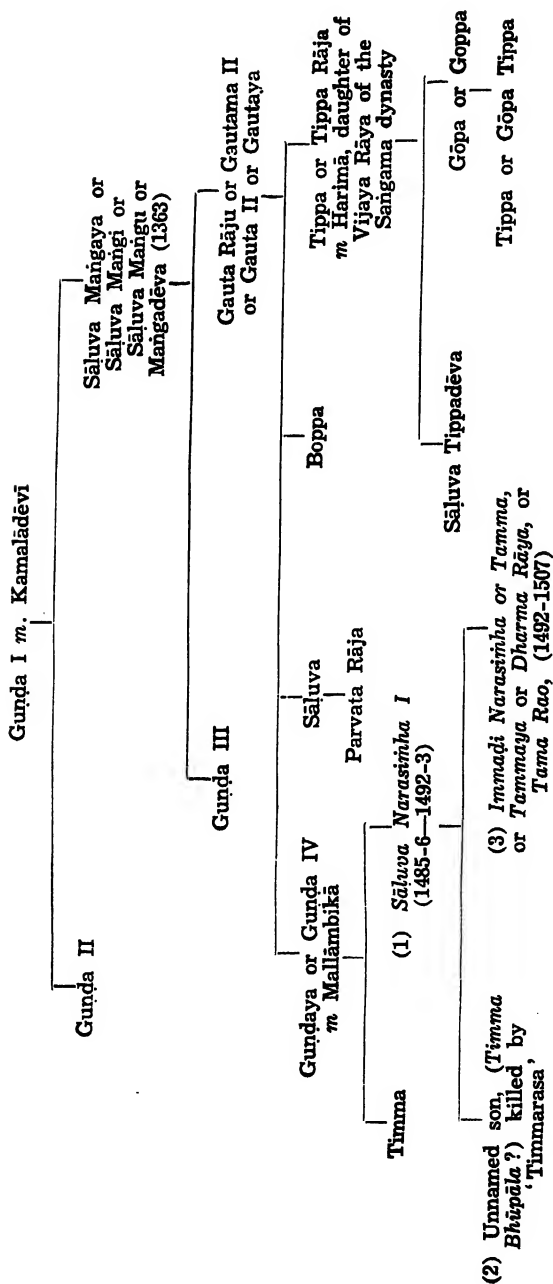 Guṇḍa I m. Kamalādēvī
Guṇḍa II
Sāḷuva Maṅgaya or
Sāḷuva Maṅgi or
Sāḷuva Maṅgu or
Maṅgadēva (1363)
Guṇḍa III
Gauta Rāju or Gautama II
or Gauta II or Gautaya
Guṇḍaya or Guṇḍa IV
m Mallāmbikā
Sāḷuva
Parvata Rāja
Boppa
Tippa or Tippa Rāja
m Harimā, daughter of
Vijaya Rāya of the
Saṅgama dynasty
Timma
(1) Sāḷuva Narasiṁha I
(1485-6—1492-3)
Sāḷuva Tippadēva
Gōpa or Goppa
Tippa or Gōpa Tippa
(2) Unnamed son, (Timma
Bhūpāla?) killed by
‘Timmarasa’
(3) Immaḍi Narasiṁha or Tamma,
or Tammaya or Dharma Rāya, or
Tama Rao, (1492-1507)